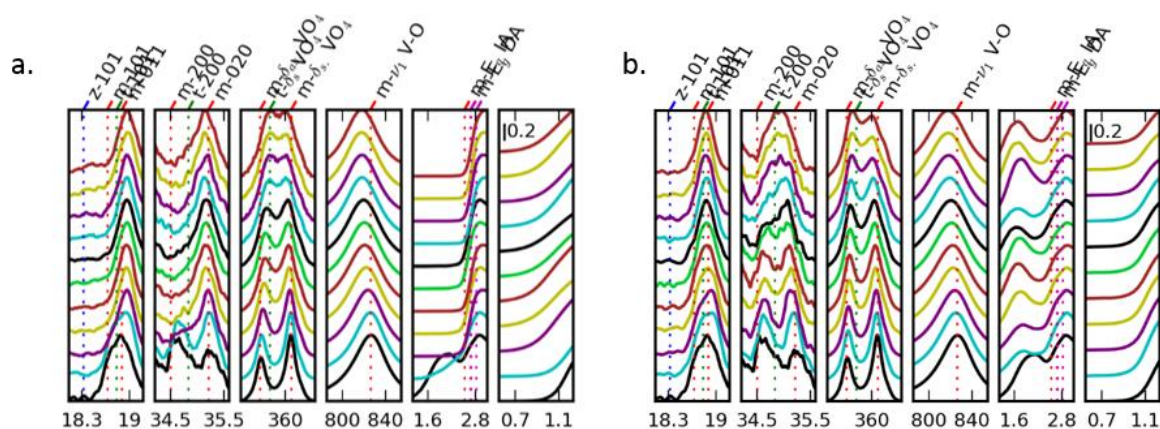 a.
z-101
m-101
m-011
m-200
t-200
m-020
VO₄
VO₄
VO₄
m-ν₁ V-O
IA
DA
0.2
18.3 19 34.5 35.5 360 800 840 1.6 2.8 0.7 1.1
b.
z-101
m-101
m-011
m-200
t-200
m-020
VO₄
VO₄
VO₄
m-ν₁ V-O
IA
DA
0.2
18.3 19 34.5 35.5 360 800 840 1.6 2.8 0.7 1.1